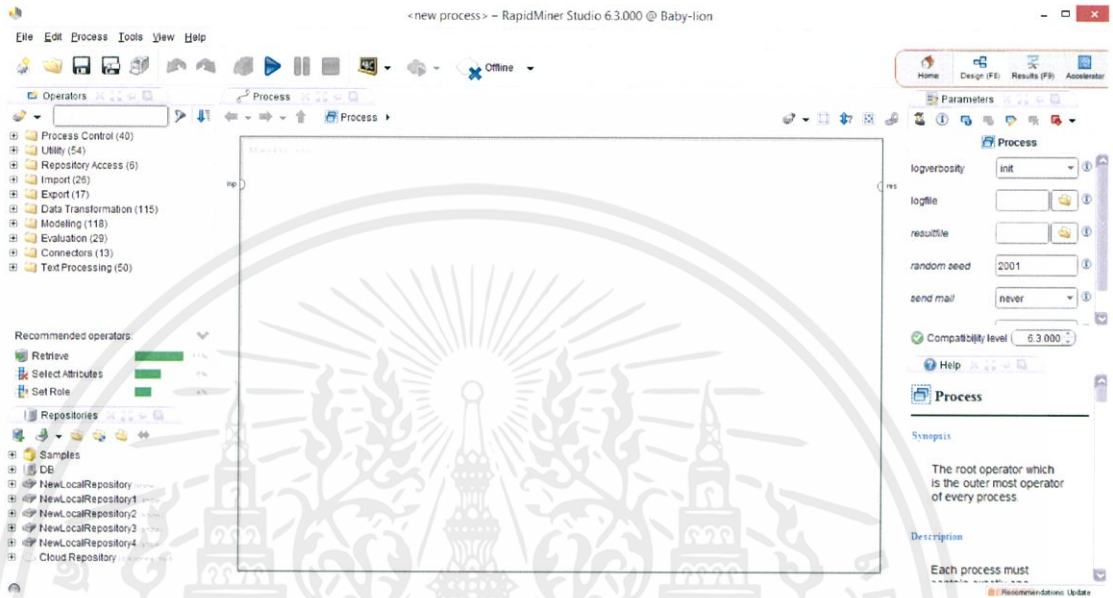 <new process> – RapidMiner Studio 6.3.000 @ Baby-lion
File Edit Process Tools View Help
Offline
Home Design (F8) Results (F9) Accelerator
Operators
Process
Parameters
Process
Process
Process Control (40)
Utility (54)
Repository Access (6)
Import (26)
Export (17)
Data Transformation (115)
Modeling (118)
Evaluation (29)
Connectors (13)
Text Processing (50)
inp
res
logverbosity init
logfile
resultfile
random seed 2001
send mail never
Compatibility level 6.3.000
Recommended operators:
Retrieve
Select Attributes
Set Role
Repositories
Samples
DB
NewLocalRepository
NewLocalRepository1
NewLocalRepository2
NewLocalRepository3
NewLocalRepository4
Cloud Repository
Help
Process
Synopsis
The root operator which
is the outer most operator
of every process.
Description
Each process must
contain exactly one
Recommendations Update